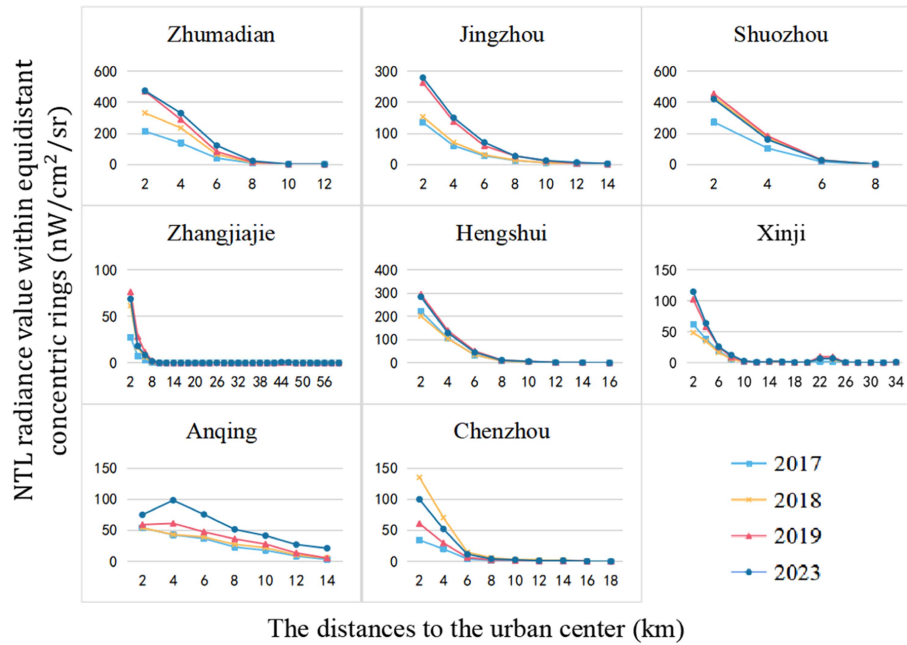 NTL radiance value within equidistant
concentric rings (nW/cm²/sr)
Zhumadian
600
400
200
0
2 4 6 8 10 12
Jingzhou
300
200
100
0
2 4 6 8 10 12 14
Shuozhou
600
400
200
0
2 4 6 8
Zhangjiajie
100
50
0
2 8 14 20 26 32 38 44 50 56
Hengshui
400
300
200
100
0
2 4 6 8 10 12 14 16
Xinji
150
100
50
0
2 6 10 14 18 22 26 30 34
Anqing
150
100
50
0
2 4 6 8 10 12 14
Chenzhou
150
100
50
0
2 4 6 8 10 12 14 16 18
2017
2018
2019
2023
The distances to the urban center (km)